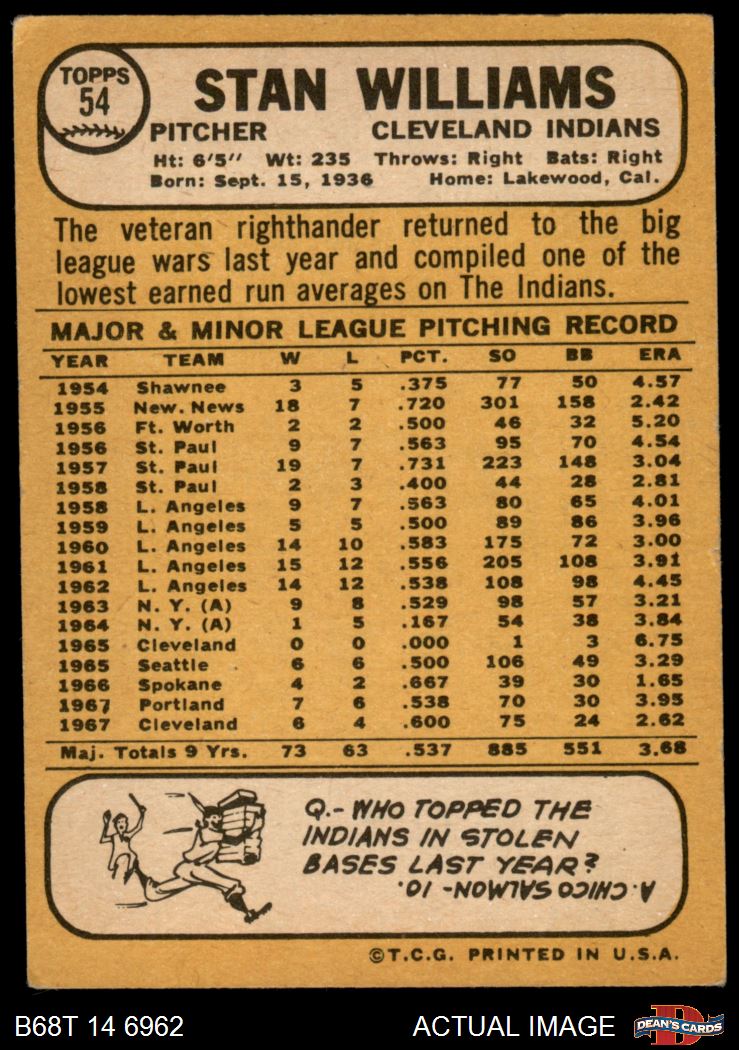 TOPPS
54
STAN WILLIAMS
PITCHER CLEVELAND INDIANS
Ht: 6'5" Wt: 235 Throws: Right Bats: Right
Born: Sept. 15, 1936 Home: Lakewood, Cal.
The veteran righthander returned to the big
league wars last year and compiled one of the
lowest earned run averages on The Indians.
MAJOR & MINOR LEAGUE PITCHING RECORD
YEAR TEAM W L PCT. SO BB ERA
1954 Shawnee 3 5 .375 77 50 4.57
1955 New. News 18 7 .720 301 158 2.42
1956 Ft. Worth 2 2 .500 46 32 5.20
1956 St. Paul 9 7 .563 95 70 4.54
1957 St. Paul 19 7 .731 223 148 3.04
1958 St. Paul 2 3 .400 44 28 2.81
1958 L. Angeles 9 7 .563 80 65 4.01
1959 L. Angeles 5 5 .500 89 86 3.96
1960 L. Angeles 14 10 .583 175 72 3.00
1961 L. Angeles 15 12 .556 205 108 3.91
1962 L. Angeles 14 12 .538 108 98 4.45
1963 N. Y. (A) 9 8 .529 98 57 3.21
1964 N. Y. (A) 1 5 .167 54 38 3.84
1965 Cleveland 0 0 .000 1 3 6.75
1965 Seattle 6 6 .500 106 49 3.29
1966 Spokane 4 2 .667 39 30 1.65
1967 Portland 7 6 .538 70 30 3.95
1967 Cleveland 6 4 .600 75 24 2.62
Maj. Totals 9 Yrs. 73 63 .537 885 551 3.68
Q.- WHO TOPPED THE
INDIANS IN STOLEN
BASES LAST YEAR?
A. CHICO SALMON- 10.
©T.C.G. PRINTED IN U.S.A.
B68T 14 6962 ACTUAL IMAGE
D
DEAN'S CARDS